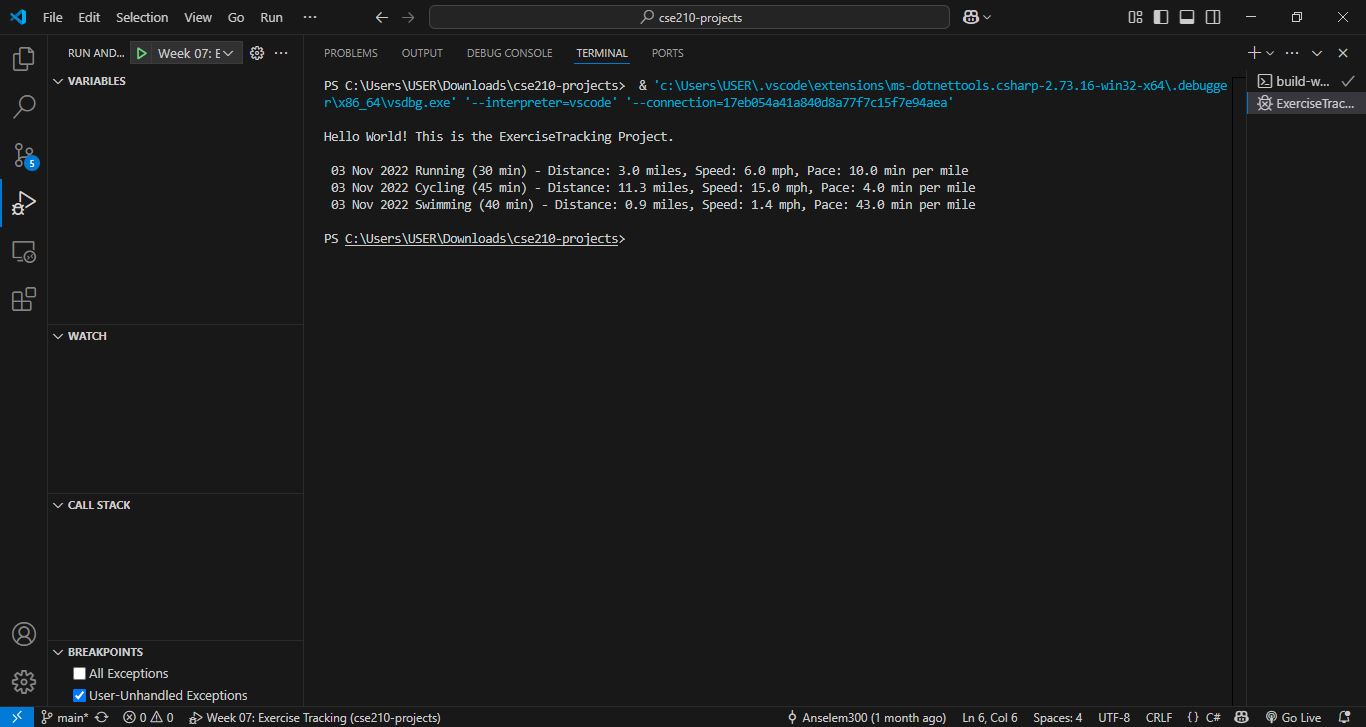 File Edit Selection View Go Run ···
cse210-projects
RUN AND... Week 07: E ···
PROBLEMS OUTPUT DEBUG CONSOLE TERMINAL PORTS
VARIABLES
WATCH
CALL STACK
BREAKPOINTS
All Exceptions
User-Unhandled Exceptions
5
PS C:\Users\USER\Downloads\cse210-projects>  & 'c:\Users\USER\.vscode\extensions\ms-dotnettools.csharp-2.73.16-win32-x64\.debugge
r\x86_64\vsdbg.exe' '--interpreter=vscode' '--connection=17eb054a41a840d8a77f7c15f7e94aea'
Hello World! This is the ExerciseTracking Project.
03 Nov 2022 Running (30 min) - Distance: 3.0 miles, Speed: 6.0 mph, Pace: 10.0 min per mile
03 Nov 2022 Cycling (45 min) - Distance: 11.3 miles, Speed: 15.0 mph, Pace: 4.0 min per mile
03 Nov 2022 Swimming (40 min) - Distance: 0.9 miles, Speed: 1.4 mph, Pace: 43.0 min per mile
PS C:\Users\USER\Downloads\cse210-projects>
build-w...
ExerciseTrac...
main* 0 0 Week 07: Exercise Tracking (cse210-projects) Anselem300 (1 month ago) Ln 6, Col 6 Spaces: 4 UTF-8 CRLF { } C# Go Live